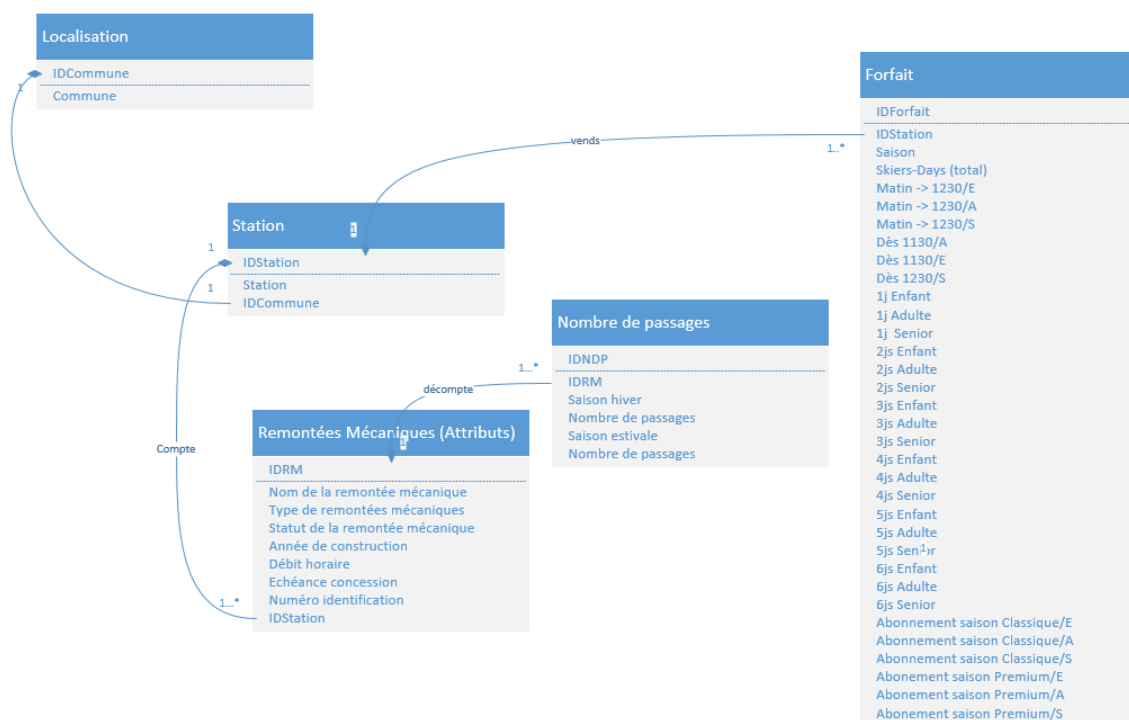 Localisation
IDCommune
1
Commune
Forfait
IDForfait
IDStation
vends
1..*
Saison
Skiers-Days (total)
Matin -> 1230/E
Matin -> 1230/A
Matin -> 1230/S
Dès 1130/A
Dès 1130/E
Dès 1230/S
1j Enfant
1j Adulte
1j  Senior
2js Enfant
2js Adulte
2js Senior
3js Enfant
3js Adulte
3js Senior
4js Enfant
4js Adulte
4js Senior
5js Enfant
5js Adulte
5js Senior
1
6js Enfant
6js Adulte
6js Senior
Abonnement saison Classique/E
Abonnement saison Classique/A
Abonnement saison Classique/S
Abonement saison Premium/E
Abonement saison Premium/A
Abonement saison Premium/S
Station
1
1
IDStation
1
Station
IDCommune
Nombre de passages
IDNDP
1...*
IDRM
décompte
Saison hiver
Nombre de passages
Saison estivale
Nombre de passages
Remontées Mécaniques (Attributs)
1
Compte
IDRM
Nom de la remontée mécanique
Type de remontées mécaniques
Statut de la remontée mécanique
Année de construction
Débit horaire
Echéance concession
Numéro identification
1...*
IDStation